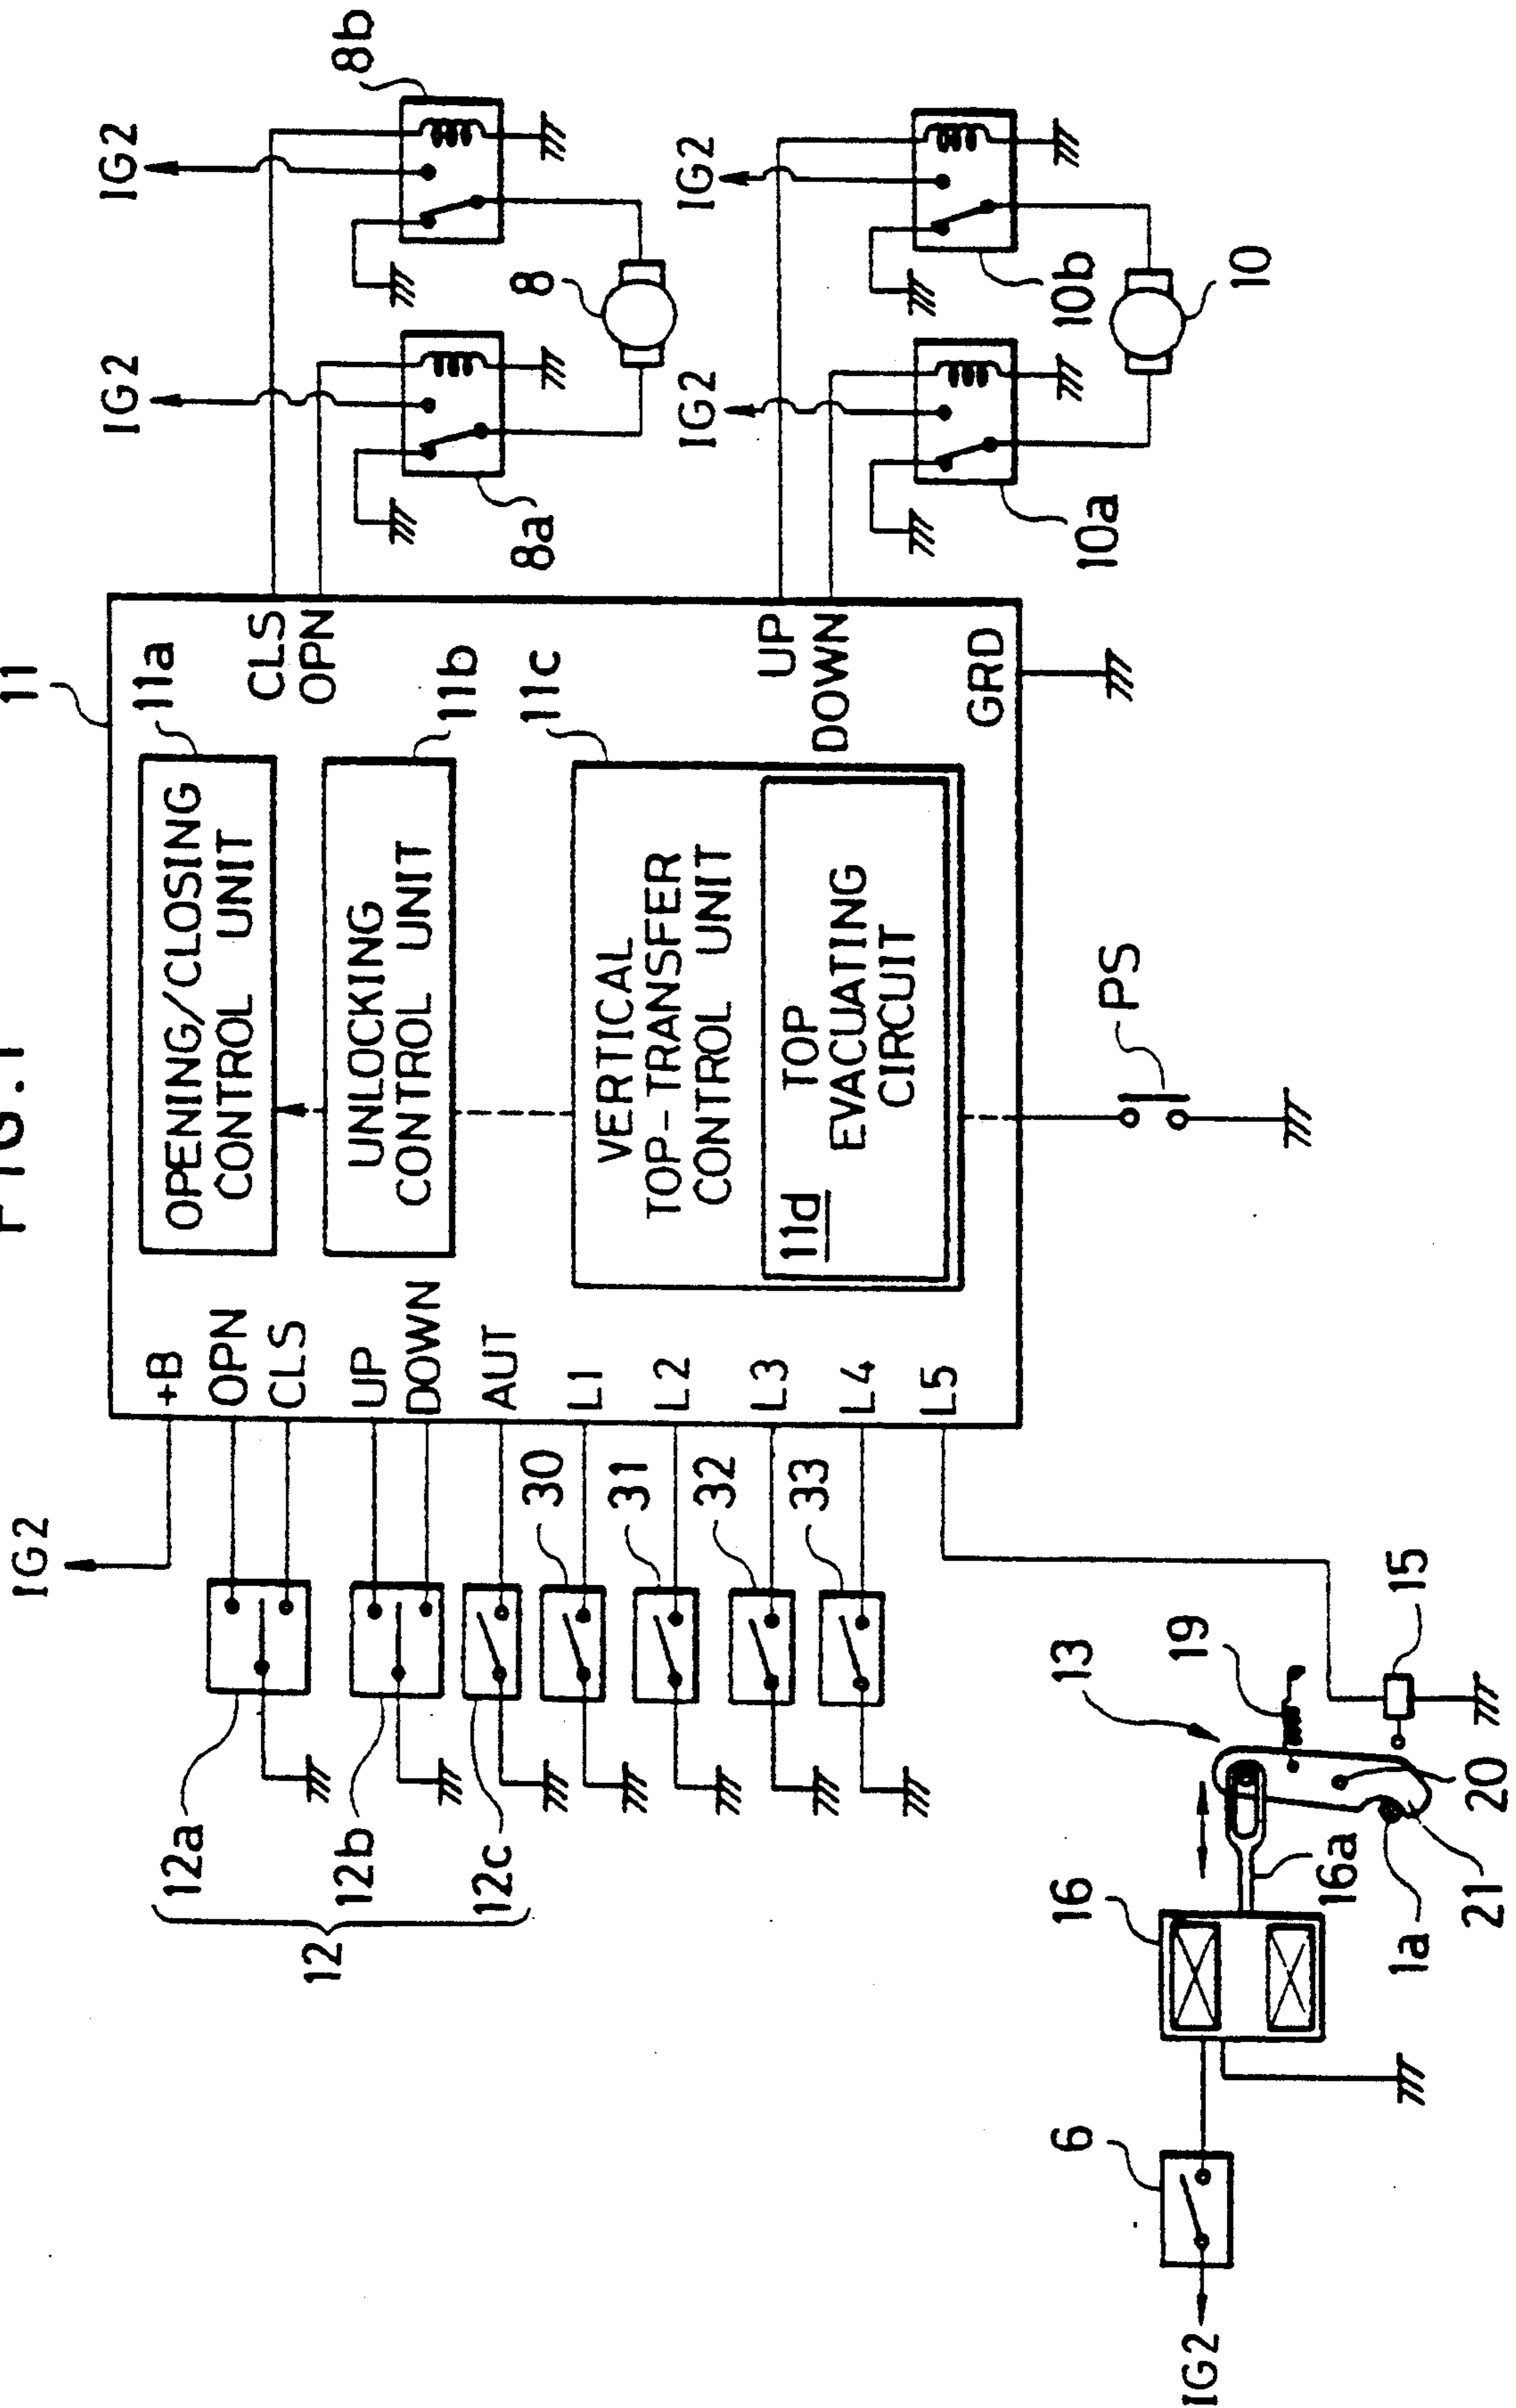 FIG. 1
11
IG2
+B
OPN
CLS
UP
DOWN
AUT
L1
L2
L3
L4
L5
11a
OPENING/CLOSING
CONTROL UNIT
11b
UNLOCKING
CONTROL UNIT
11c
VERTICAL
TOP-TRANSFER
CONTROL UNIT
11d
TOP
EVACUATING
CIRCUIT
CLS
OPN
UP
DOWN
GRD
PS
12a
12b
12c
12
30
31
32
33
IG2
IG2
8b
8a
8
IG2
IG2
10b
10a
10
IG2
6
16
16a
13
19
15
20
21
1a